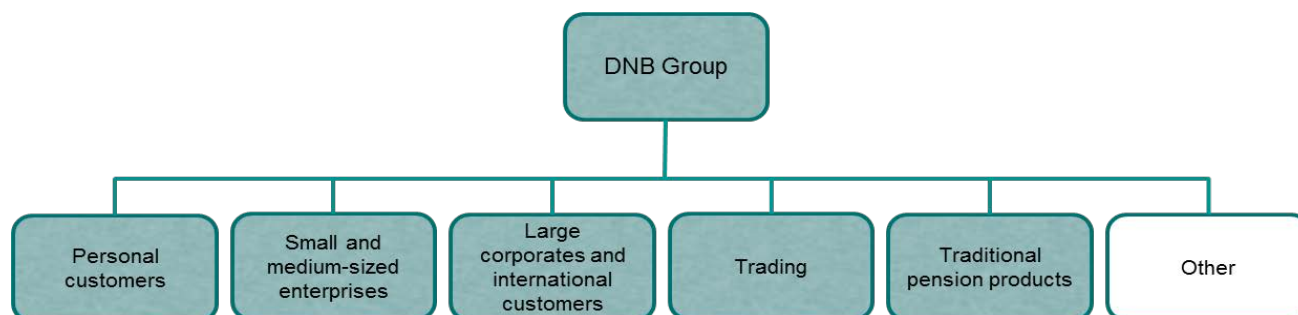 DNB Group
Personal
customers
Small and
medium-sized
enterprises
Large
corporates and
international
customers
Trading
Traditional
pension products
Other